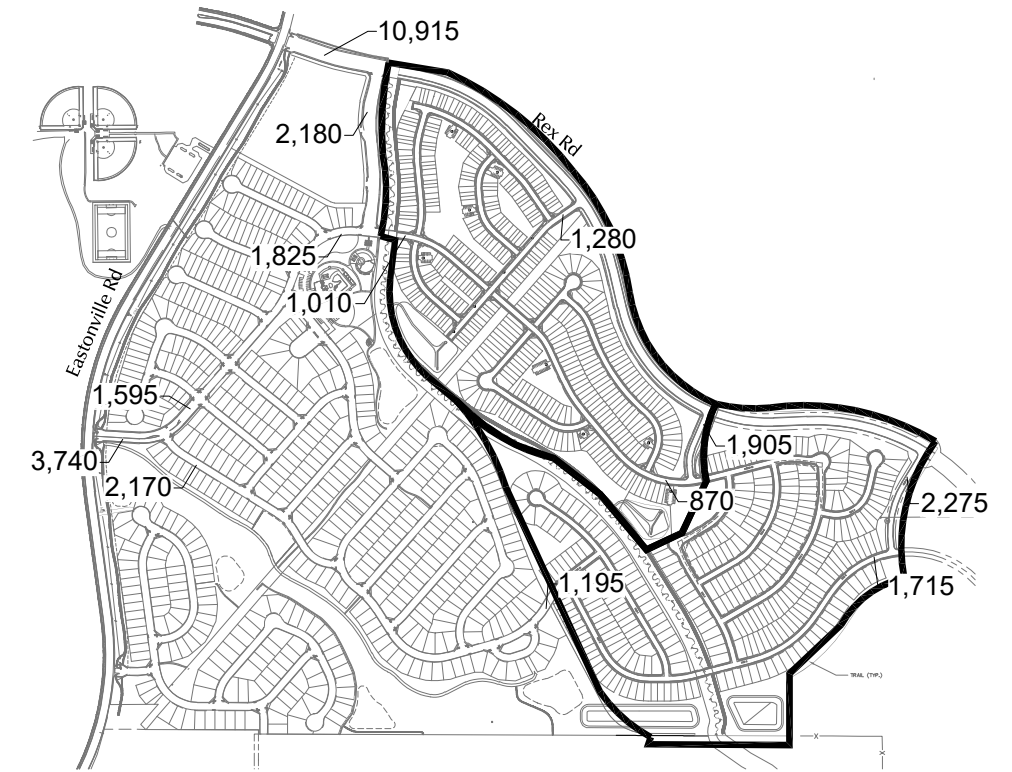 10,915
Rex Rd
2,180
1,280
1,825
1,010
Eastonville Rd
1,595
1,905
3,740
2,170
870
2,275
1,195
1,715
TRAIL (TYP.)
X
X